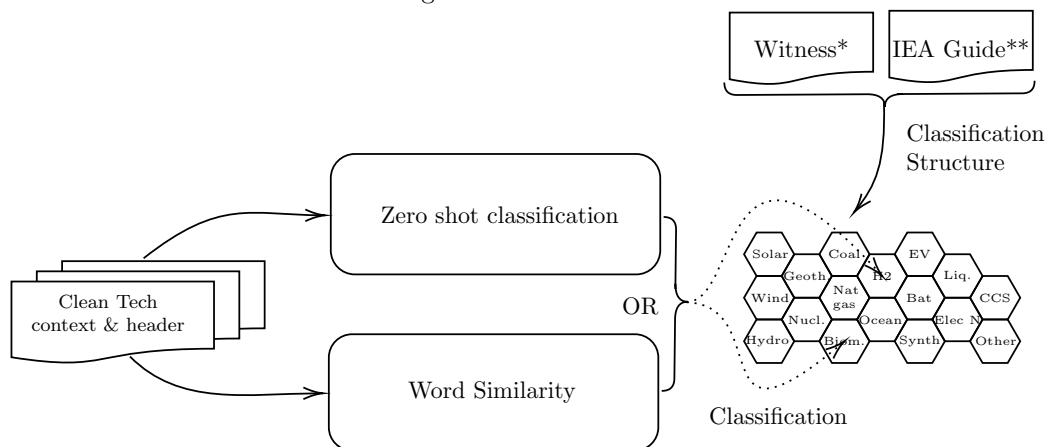 Witness*
IEA Guide**
Classification
Structure
Zero shot classification
Clean Tech
context & header
OR
Word Similarity
Classification
Solar
Coal
EV
Geoth
H2
Liq.
Wind
Nat
gas
Bat
CCS
Nucl.
Ocean
Elec N
Hydro
Biom.
Synth
Other